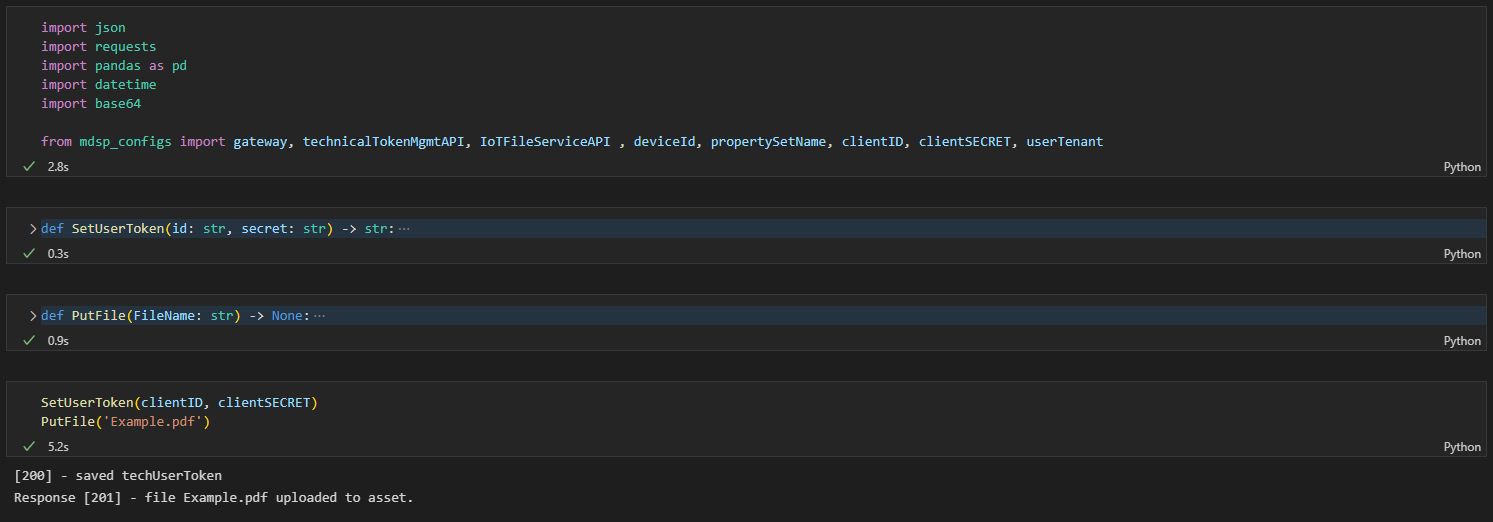 import json
import requests
import pandas as pd
import datetime
import base64
from mdsp_configs import gateway, technicalTokenMgmtAPI, IoTFileServiceAPI , deviceId, propertySetName, clientID, clientSECRET, userTenant
2.8s Python
def SetUserToken(id: str, secret: str) -> str:···
0.3s Python
def PutFile(FileName: str) -> None:···
0.9s Python
SetUserToken(clientID, clientSECRET)
PutFile('Example.pdf')
5.2s Python
[200] - saved techUserToken
Response [201] - file Example.pdf uploaded to asset.